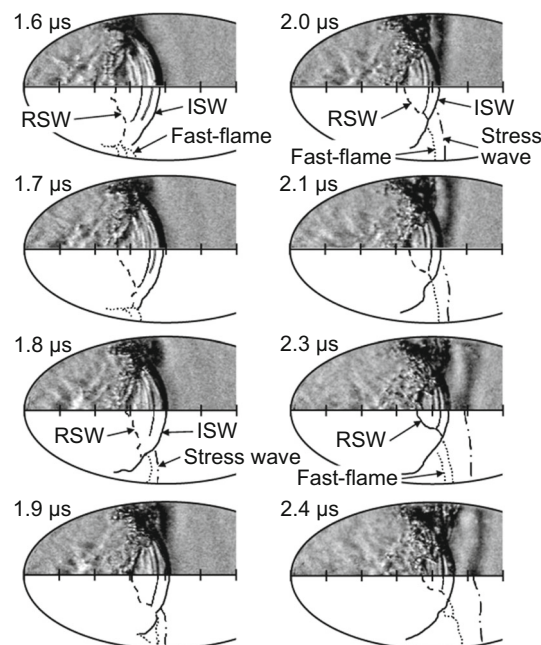 1.6 μs
RSW
ISW
Fast-flame
1.7 μs
1.8 μs
RSW
ISW
Stress wave
1.9 μs
2.0 μs
RSW
ISW
Stress
wave
Fast-flame
2.1 μs
2.3 μs
RSW
Fast-flame
2.4 μs